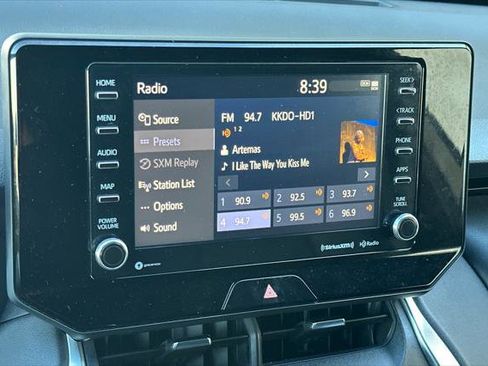 Radio
8:39
HOME
MENU
AUDIO
MAP
POWER
VOLUME
Source
Presets
SXM Replay
Station List
Options
Sound
FM 94.7 KKDO-HD1
1 2
Artemas
I Like The Way You Kiss Me
1 90.9 2 92.5 3 93.7
4 94.7 5 99.5 6 96.9
SEEK>
<TRACK
PHONE
APPS
TUNE
SCROLL
((SiriusXM))
HD Radio